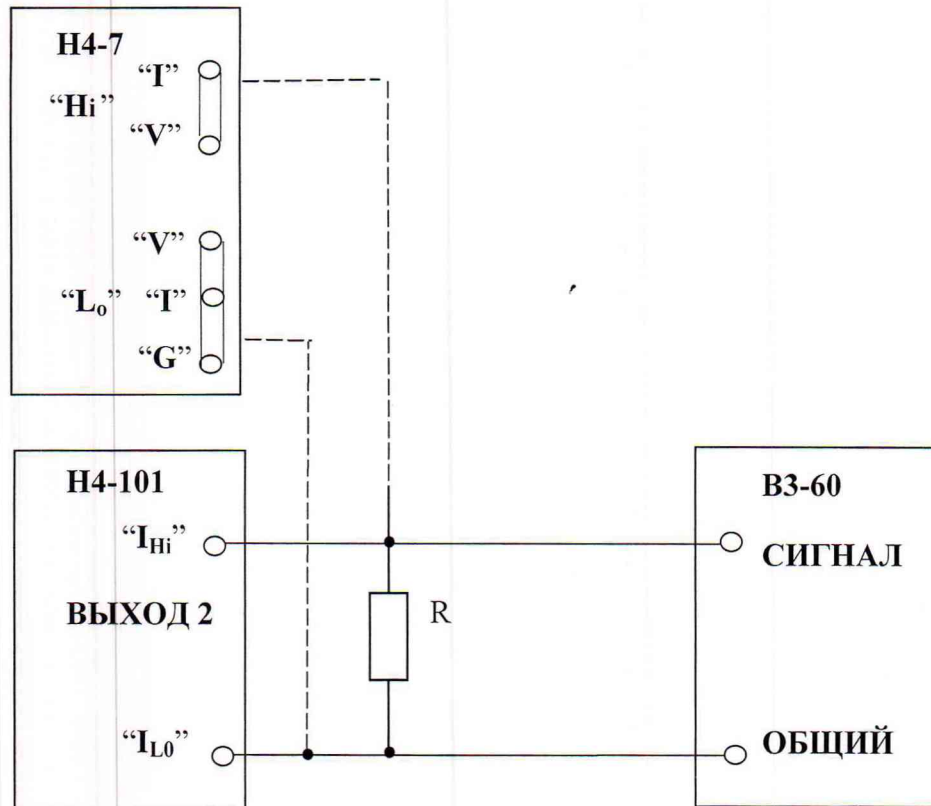 Н4-7
“I”
“Hi”
“V”
“V”
“Lo” “I”
“G”
Н4-101
“IHi”
ВЫХОД 2
“IL0”
R
В3-60
СИГНАЛ
ОБЩИЙ